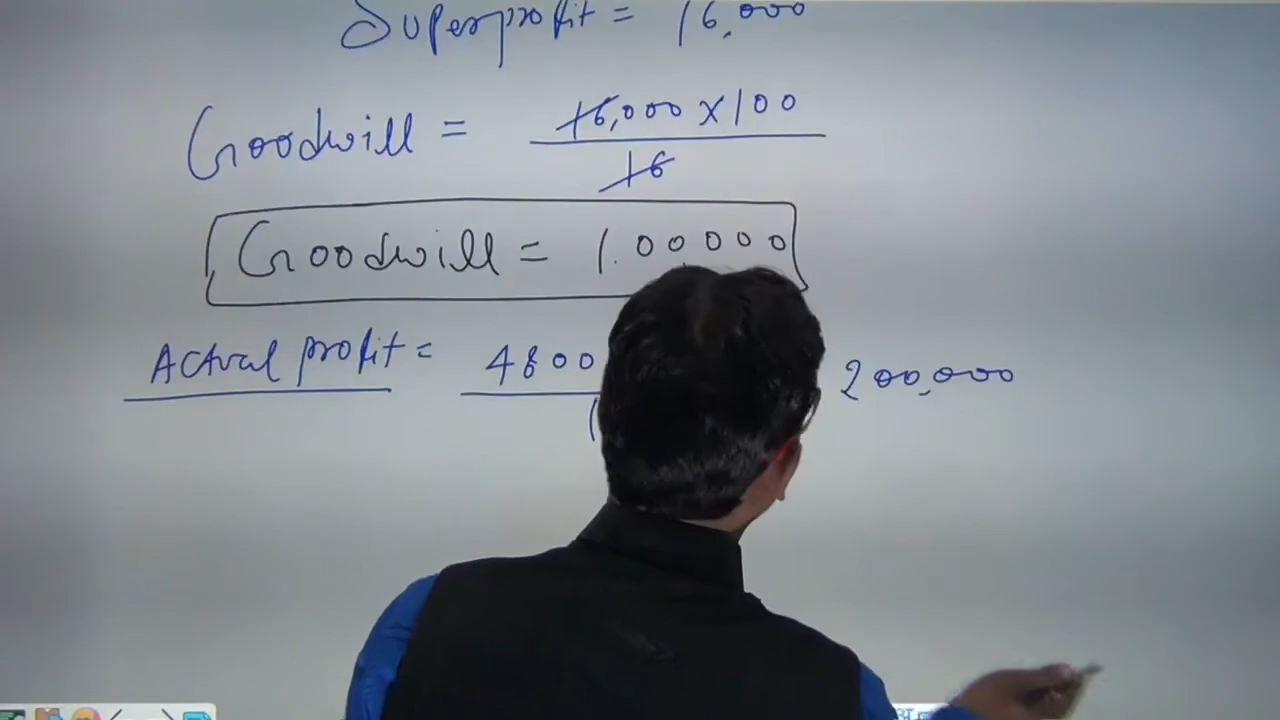 Superprofit = 16,000
Goodwill = 16,000 x 100
16
Goodwill = 1.00000
Actual profit = 4800 200,000